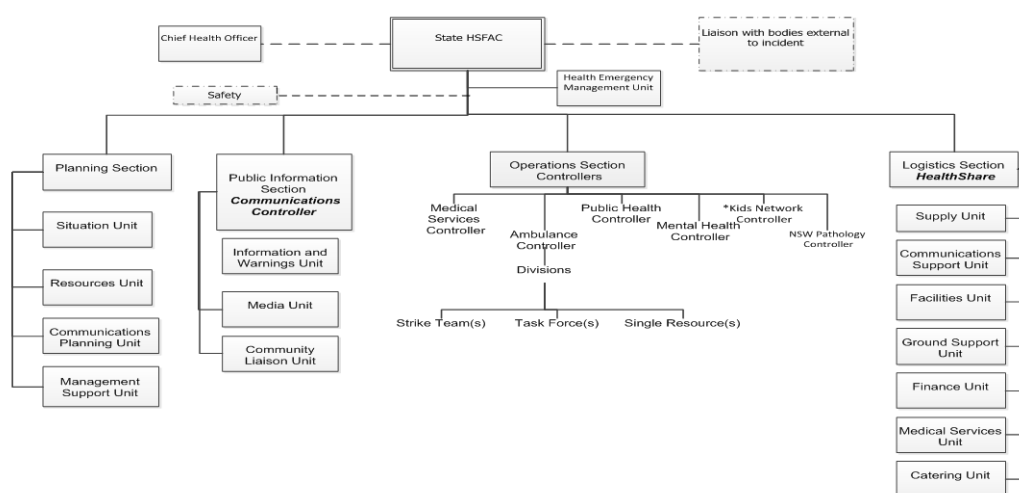 Chief Health Officer
State HSFAC
Liaison with bodies external
to incident
Health Emergency
Management Unit
Safety
Planning Section
Situation Unit
Resources Unit
Communications
Planning Unit
Management
Support Unit
Public Information
Section
Communications
Controller
Information and
Warnings Unit
Media Unit
Community
Liaison Unit
Operations Section
Controllers
Medical
Services
Controller
Ambulance
Controller
Public Health
Controller
Mental Health
Controller
*Kids Network
Controller
NSW Pathology
Controller
Divisions
Strike Team(s)
Task Force(s)
Single Resource(s)
Logistics Section
HealthShare
Supply Unit
Communications
Support Unit
Facilities Unit
Ground Support
Unit
Finance Unit
Medical Services
Unit
Catering Unit